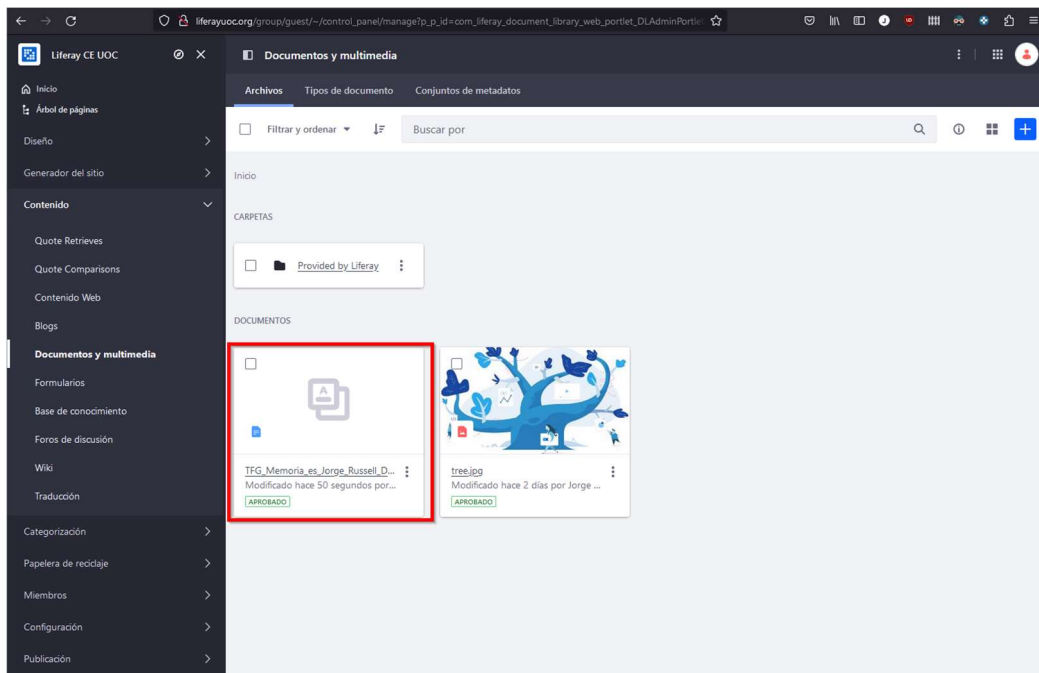 liferayuoc.org/group/guest/~/control_panel/manage?p_p_id=com_liferay_document_library_web_portlet_DLAdminPortlet
Liferay CE UOC
Documentos y multimedia
Inicio
Árbol de páginas
Diseño
Generador del sitio
Contenido
Quote Retrieves
Quote Comparisons
Contenido Web
Blogs
Documentos y multimedia
Formularios
Base de conocimiento
Foros de discusión
Wiki
Traducción
Categorización
Papelera de reciclaje
Miembros
Configuración
Publicación
Archivos Tipos de documento Conjuntos de metadatos
Filtrar y ordenar Buscar por
Inicio
CARPETAS
Provided by Liferay
DOCUMENTOS
A
TFG_Memoria_es_Jorge_Russell_D...
Modificado hace 50 segundos por...
APROBADO
tree.jpg
Modificado hace 2 días por Jorge ...
APROBADO